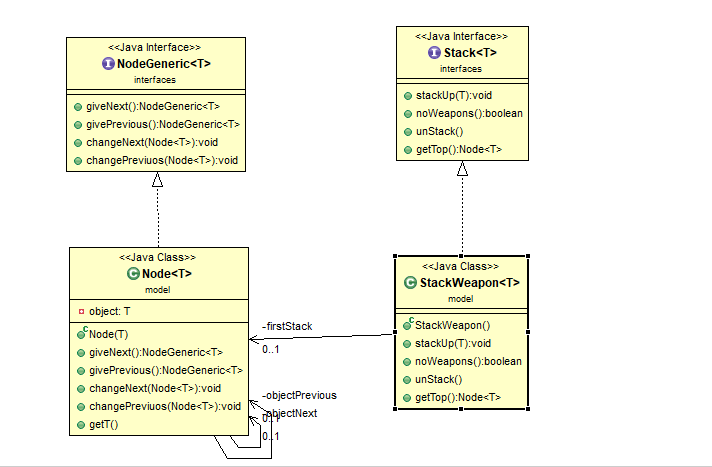 <<Java Interface>>
NodeGeneric<T>
interfaces
giveNext():NodeGeneric<T>
givePrevious():NodeGeneric<T>
changeNext(Node<T>):void
changePreviuos(Node<T>):void
<<Java Interface>>
Stack<T>
interfaces
stackUp(T):void
noWeapons():boolean
unStack()
getTop():Node<T>
<<Java Class>>
Node<T>
model
object: T
Node(T)
giveNext():NodeGeneric<T>
givePrevious():NodeGeneric<T>
changeNext(Node<T>):void
changePreviuos(Node<T>):void
getT()
-firstStack
0..1
-objectPrevious
0..1
-objectNext
0..1
<<Java Class>>
StackWeapon<T>
model
StackWeapon()
stackUp(T):void
noWeapons():boolean
unStack()
getTop():Node<T>